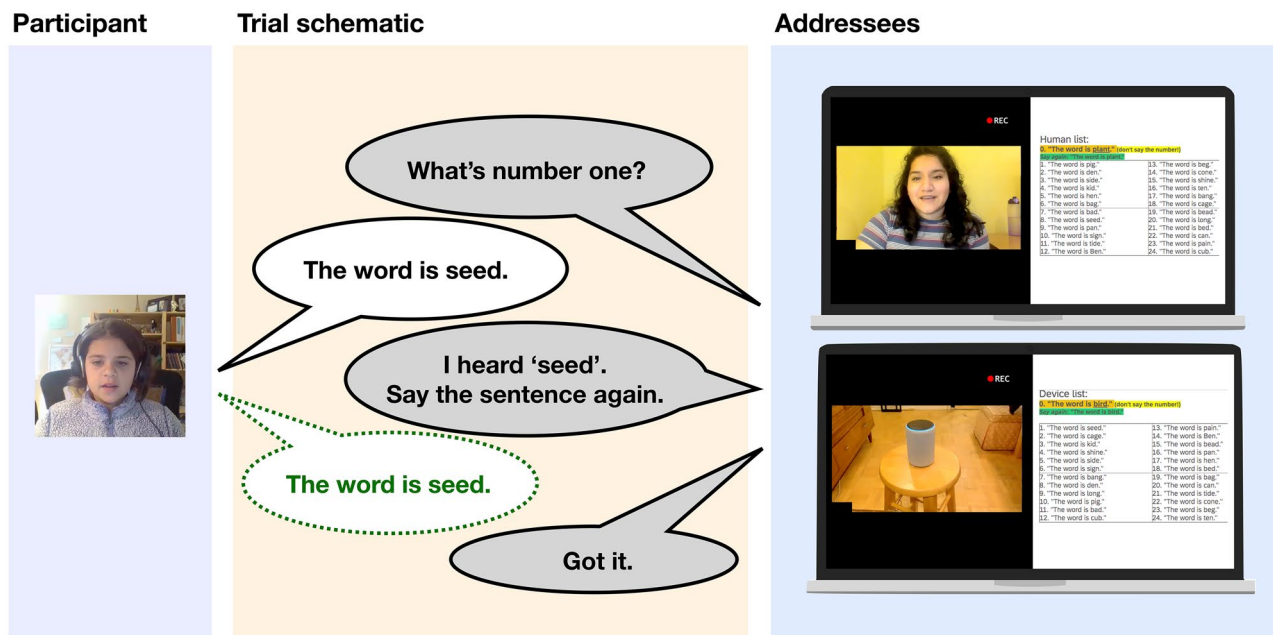 Participant
Trial schematic
Addressees
What's number one?
The word is seed.
I heard 'seed'.
Say the sentence again.
The word is seed.
Got it.
REC
Human list:
0. "The word is plant." (don't say the number!)
Say again: "The word is plant."
1. "The word is pig."
2. "The word is den."
3. "The word is side."
4. "The word is kid."
5. "The word is hen."
6. "The word is bag."
7. "The word is bad."
8. "The word is seed."
9. "The word is pan."
10. "The word is sign."
11. "The word is tide."
12. "The word is Ben."
13. "The word is beg."
14. "The word is cone."
15. "The word is shine."
16. "The word is ten."
17. "The word is bang."
18. "The word is cage."
19. "The word is bead."
20. "The word is long."
21. "The word is bed."
22. "The word is can."
23. "The word is pain."
24. "The word is cub."
REC
Device list:
0. "The word is bird." (don't say the number!)
Say again: "The word is bird."
1. "The word is seed."
2. "The word is cage."
3. "The word is kid."
4. "The word is shine."
5. "The word is side."
6. "The word is sign."
7. "The word is bang."
8. "The word is den."
9. "The word is long."
10. "The word is pig."
11. "The word is bad."
12. "The word is cub."
13. "The word is pain."
14. "The word is Ben."
15. "The word is bead."
16. "The word is pan."
17. "The word is hen."
18. "The word is bed."
19. "The word is bag."
20. "The word is can."
21. "The word is tide."
22. "The word is cone."
23. "The word is beg."
24. "The word is ten."